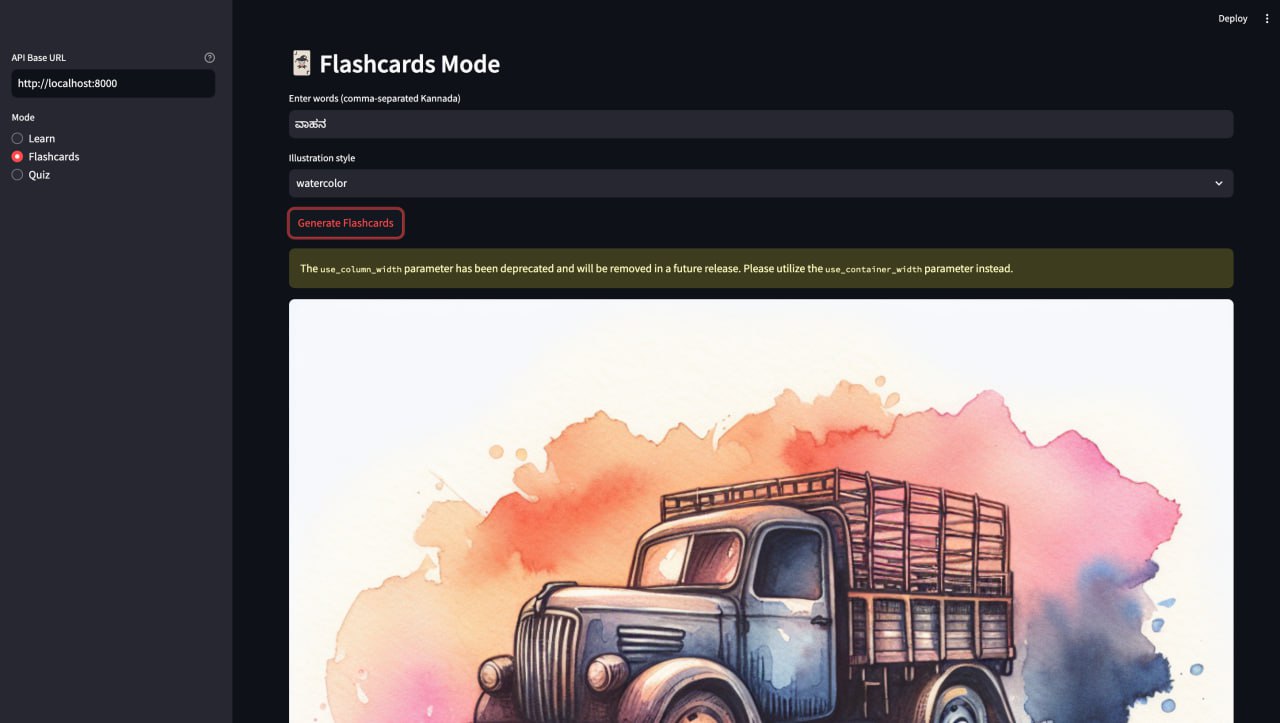 Deploy
API Base URL
http://localhost:8000
Mode
Learn
Flashcards
Quiz
Flashcards Mode
Enter words (comma-separated Kannada)
ವಾಹನ
Illustration style
watercolor
Generate Flashcards
The use_column_width parameter has been deprecated and will be removed in a future release. Please utilize the use_container_width parameter instead.